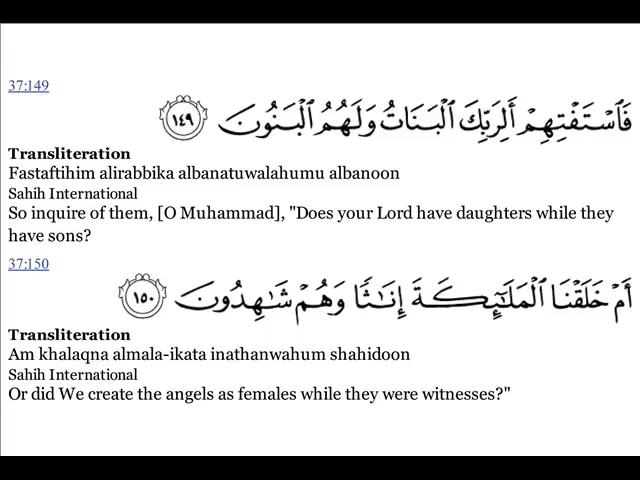 37:149
فَٱسْتَفْتِهِمْ أَلِرَبِّكَ ٱلْبَنَاتُ وَلَهُمُ ٱلْبَنُونَ ١٤٩
Transliteration
Fastaftihim alirabbika albanatuwalahumu albanoon
Sahih International
So inquire of them, [O Muhammad], "Does your Lord have daughters while they
have sons?
37:150
أَمْ خَلَقْنَا ٱلْمَلَٰٓئِكَةَ إِنَٰثًا وَهُمْ شَٰهِدُونَ ١٥٠
Transliteration
Am khalaqna almala-ikata inathanwahum shahidoon
Sahih International
Or did We create the angels as females while they were witnesses?"